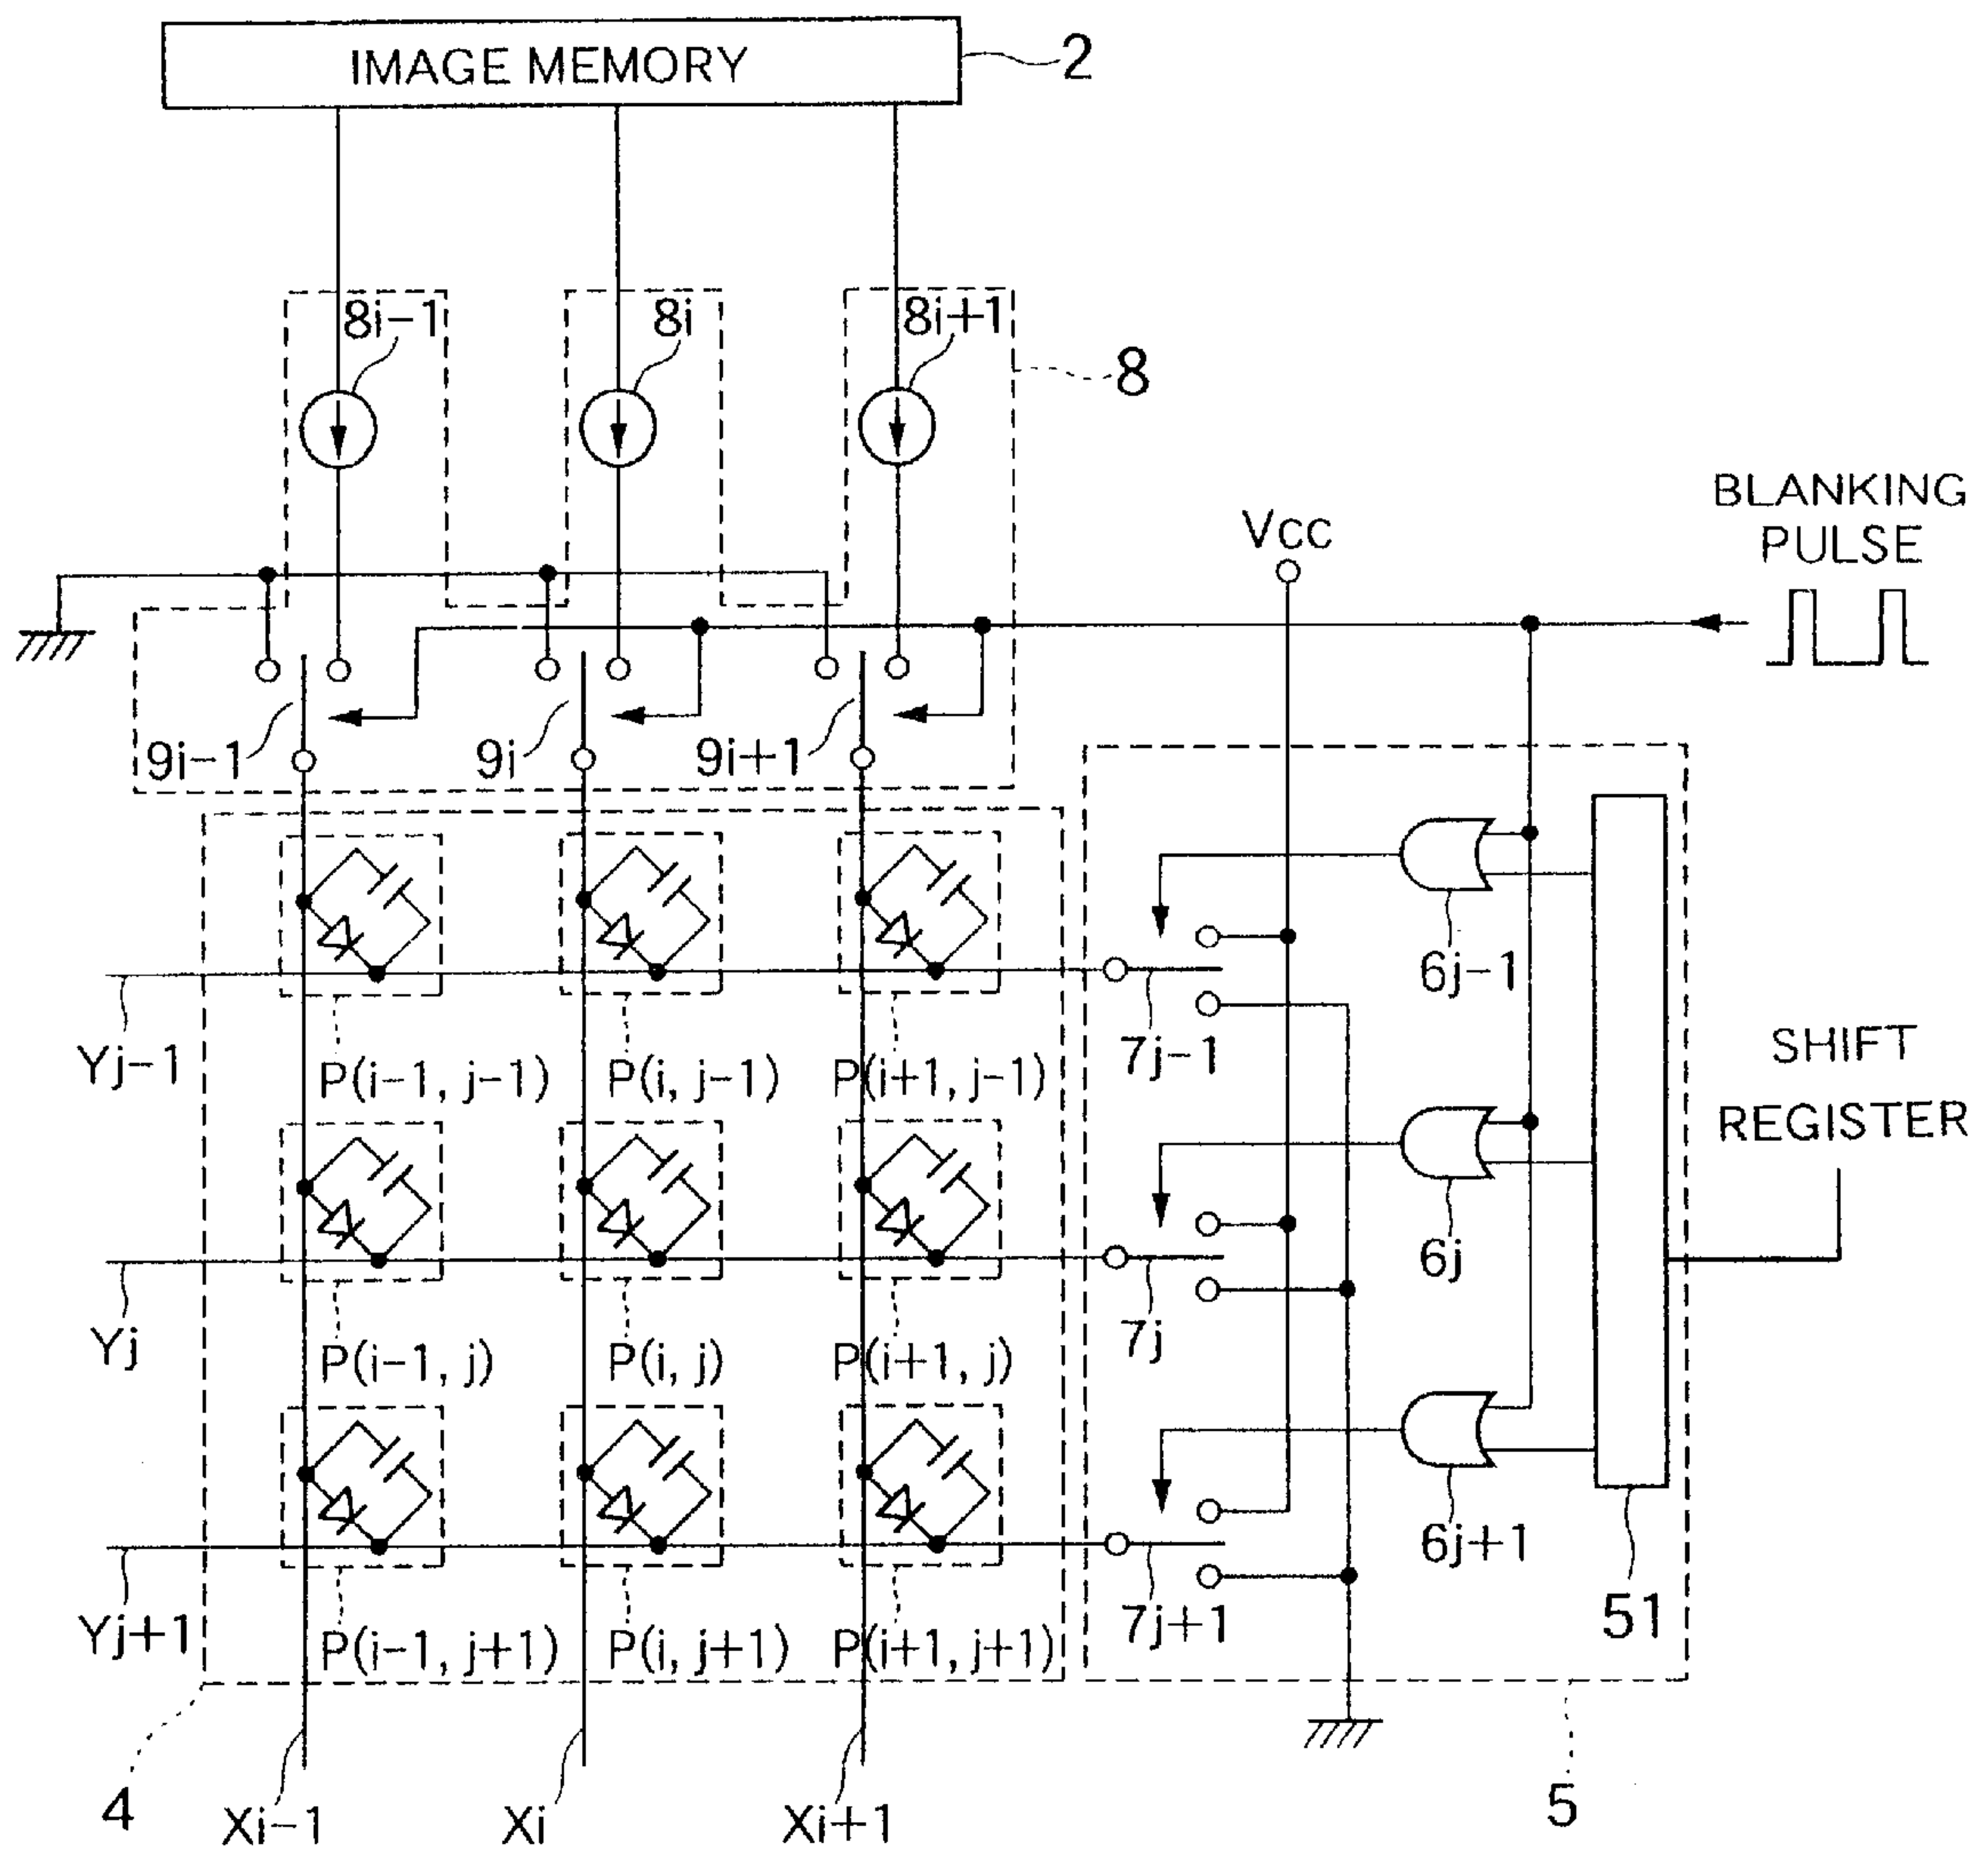 IMAGE MEMORY
2
8i-1
8i
8i+1
8
BLANKING
PULSE
Vcc
9i-1
9i
9i+1
6j-1
7j-1
Yj-1
P(i-1, j-1)
P(i, j-1)
P(i+1, j-1)
SHIFT
REGISTER
6j
7j
Yj
P(i-1, j)
P(i, j)
P(i+1, j)
6j+1
7j+1
51
Yj+1
P(i-1, j+1)
P(i, j+1)
P(i+1, j+1)
4
Xi-1
Xi
Xi+1
5